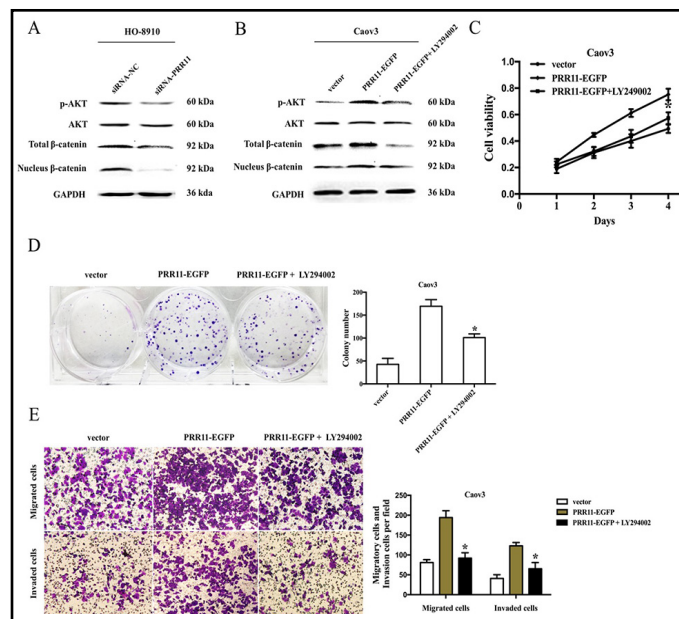 A
HO-8910
siRNA-NC
siRNA-PRR11
p-AKT 60 kDa
AKT 60 kDa
Total β-catenin 92 kDa
Nucleus β-catenin 92 kDa
GAPDH 36 kda
B
Caov3
vector
PRR11-EGFP
PRR11-EGFP+LY294002
p-AKT 60 kDa
AKT 60 kDa
Total β-catenin 92 kDa
Nucleus β-catenin 92 kDa
GAPDH 36 kDa
C
Caov3
vector
PRR11-EGFP
PRR11-EGFP+LY249002
Cell viability
1.0
0.8
0.6
0.4
0.2
0.0
*
0 1 2 3 4
Days
D
vector PRR11-EGFP PRR11-EGFP + LY294002
Caov3
Colony number
200
150
100
50
0
*
vector
PRR11-EGFP
PRR11-EGFP + LY294002
E
vector PRR11-EGFP PRR11-EGFP + LY294002
Migrated cells
Invaded cells
Caov3
vector
PRR11-EGFP
PRR11-EGFP + LY294002
Migratory cells and
Invasion cells per field
250
200
150
100
50
0
* *
Migrated cells Invaded cells